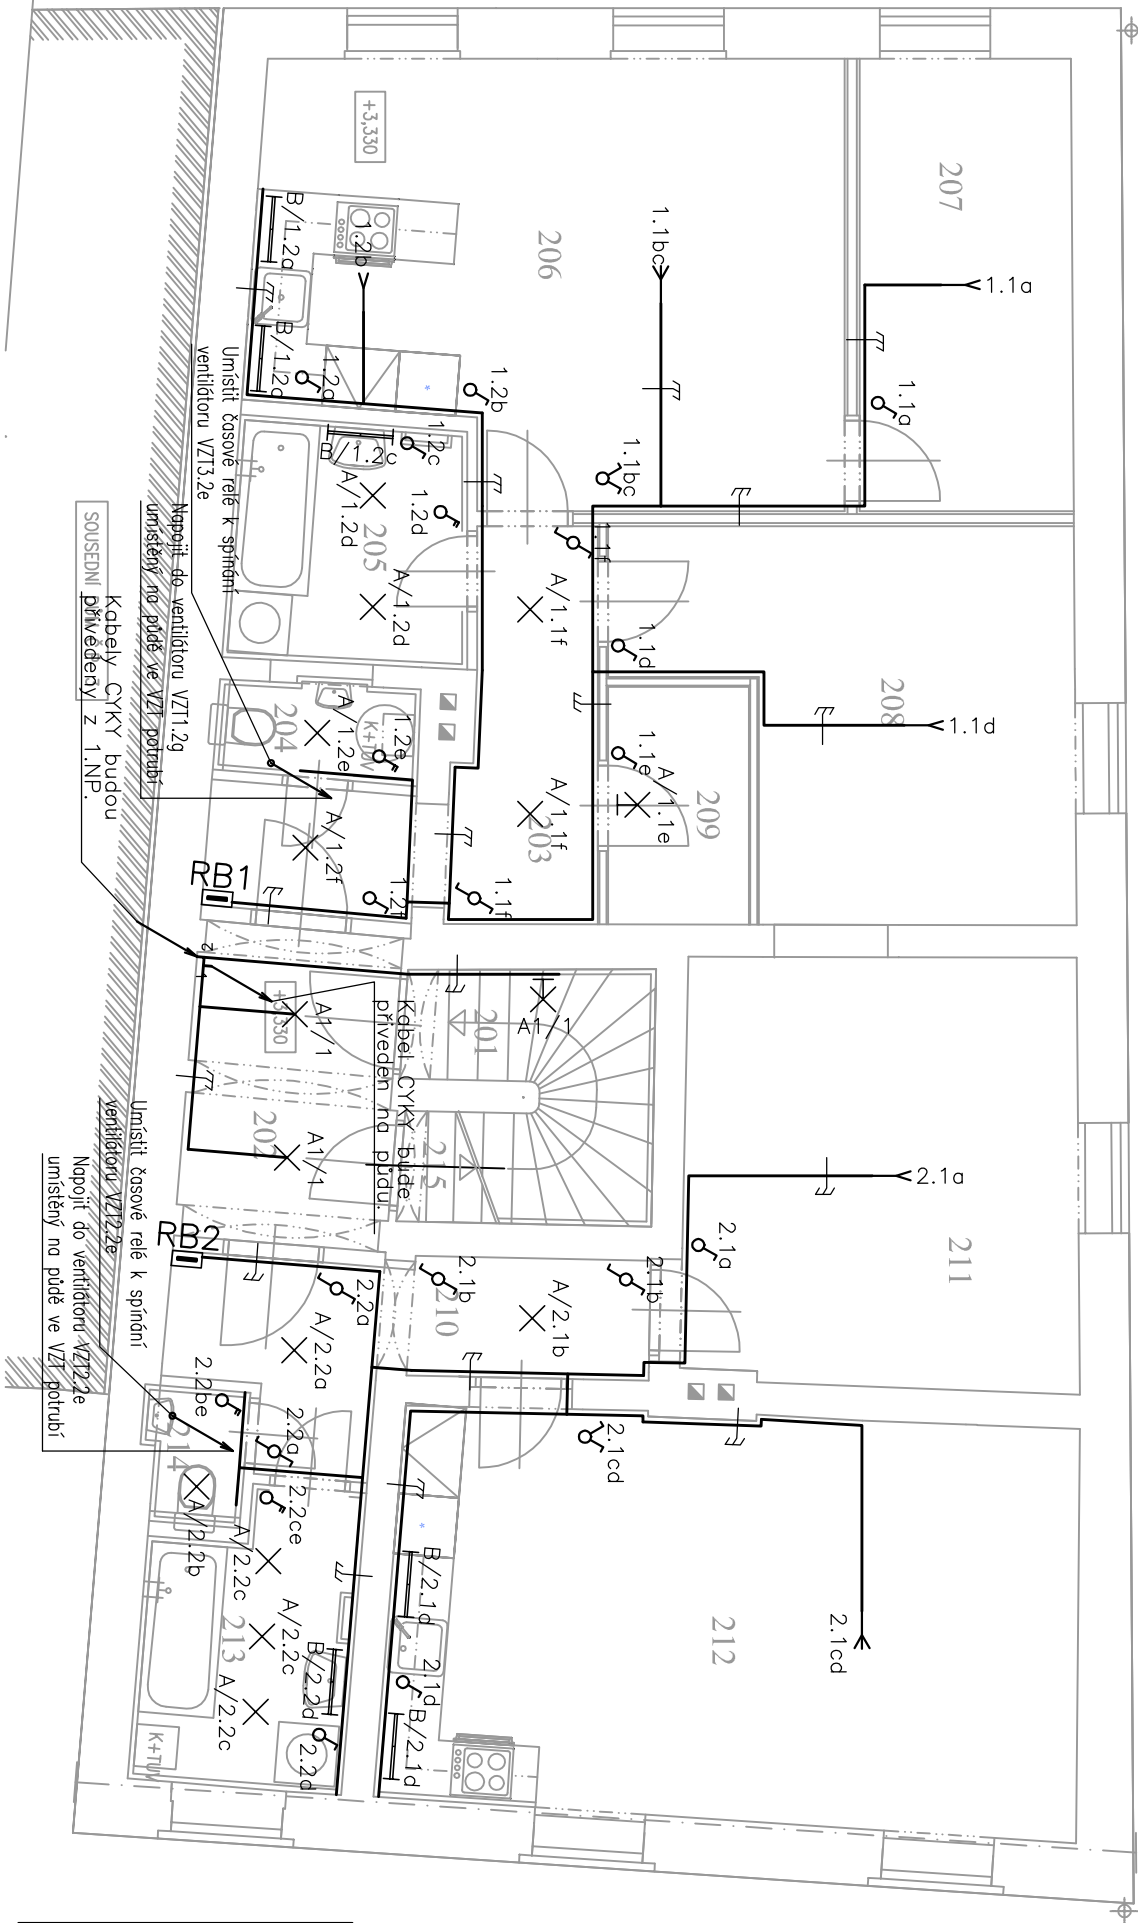 207
+3,330
206
B/1.2a
1.2b
1.1bc
1.1a
B/1.2a
1.2a
1.2b
1.1a
Umístit časové relé k spínání
ventilátoru VZT3.2e
B/1.2c
1.2c
1.1bc
A/1.2d
1.2d
205
1.1f
Napojit do ventilátoru VZT1.2g
umístěný na půdě ve VZT potrubí
A/1.2d
A/1.1f
1.1d
SOUSEDNÍ
Kabely CYKY budou
přivedeny z 1.NP.
204
A/1.2e
K+TUV
1.2e
208
1.1d
1.1e
A/1.1e
209
A/1.1f
203
A/1.2f
RB1
1.2f
1.1f
2
1
+3,330
A1/1
Kabel CYKY bude
přiveden na půdu.
201
A1/1
202
A1/1
215
2.1a
Umístit časové relé k spínání
ventilátoru VZT2.2e
Napojit do ventilátoru VZT2.2e
umístěný na půdě ve VZT potrubí
RB2
2.2a
2.1b
210
2.1b
2.1a
211
A/2.2a
A/2.1b
2.2be
2.2a
214
2.1cd
A/2.2b
2.2ce
A/2.2c
A/2.2c
213
B/2.2d
A/2.2c
2.2d
K+TUV
B/2.1d
2.1d
B/2.1d
212
2.1cd